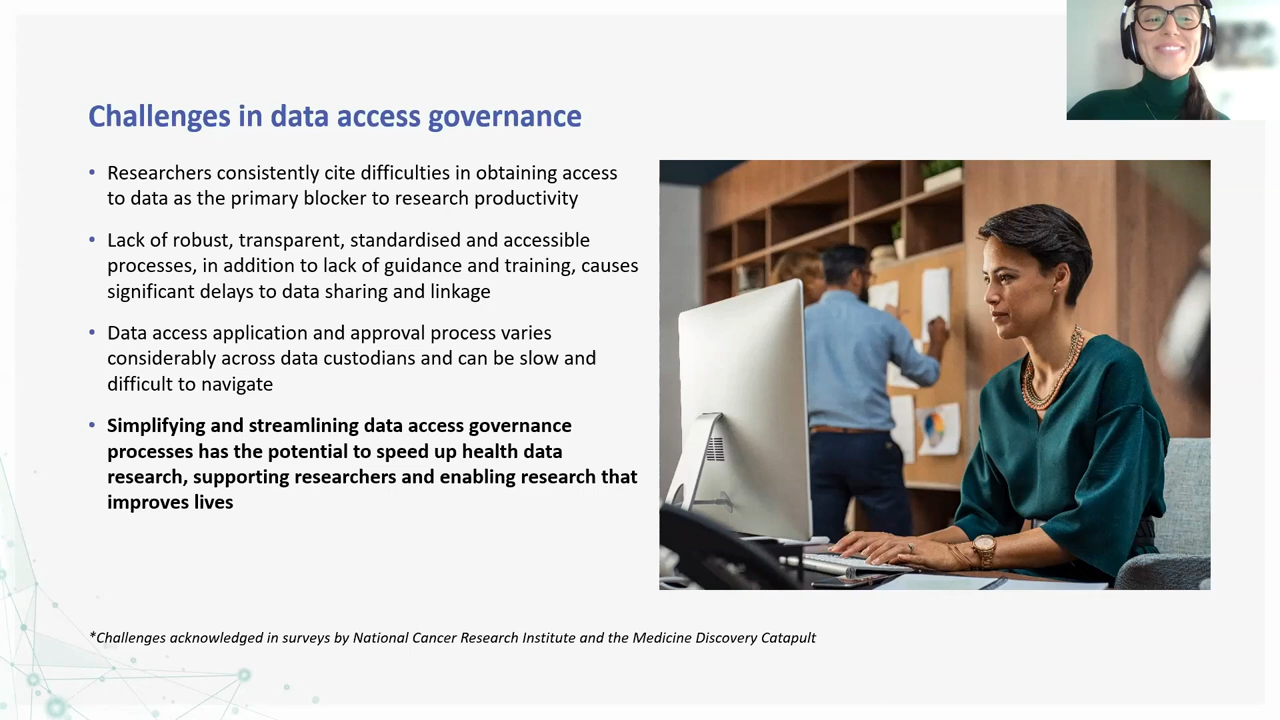 Challenges in data access governance
• Researchers consistently cite difficulties in obtaining access
to data as the primary blocker to research productivity
• Lack of robust, transparent, standardised and accessible
processes, in addition to lack of guidance and training, causes
significant delays to data sharing and linkage
• Data access application and approval process varies
considerably across data custodians and can be slow and
difficult to navigate
• Simplifying and streamlining data access governance
processes has the potential to speed up health data
research, supporting researchers and enabling research that
improves lives
*Challenges acknowledged in surveys by National Cancer Research Institute and the Medicine Discovery Catapult